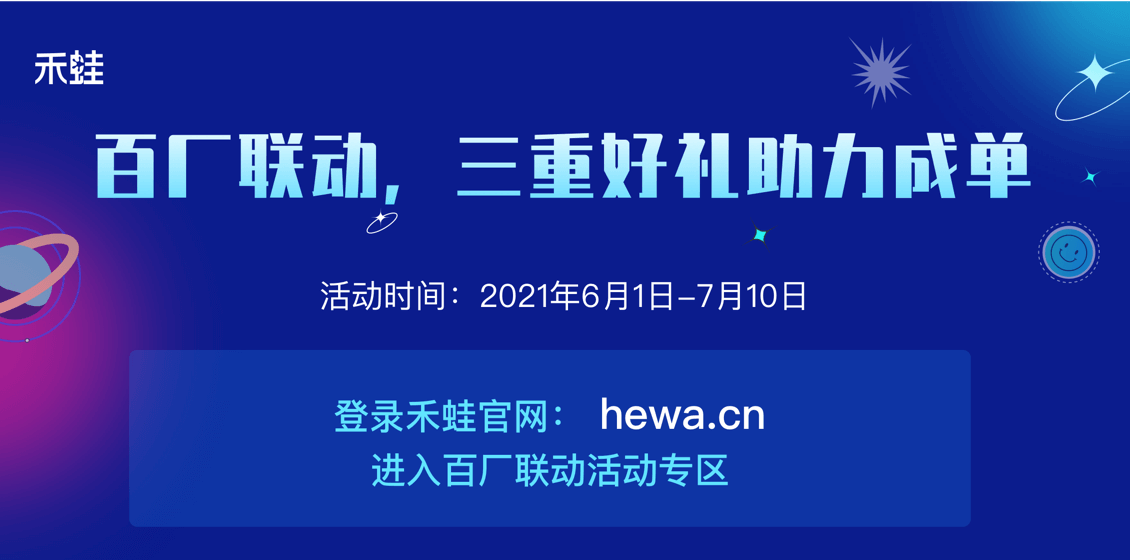 禾蛙
百厂联动，三重好礼助力成单
活动时间：2021年6月1日-7月10日
登录禾蛙官网： hewa.cn
进入百厂联动活动专区